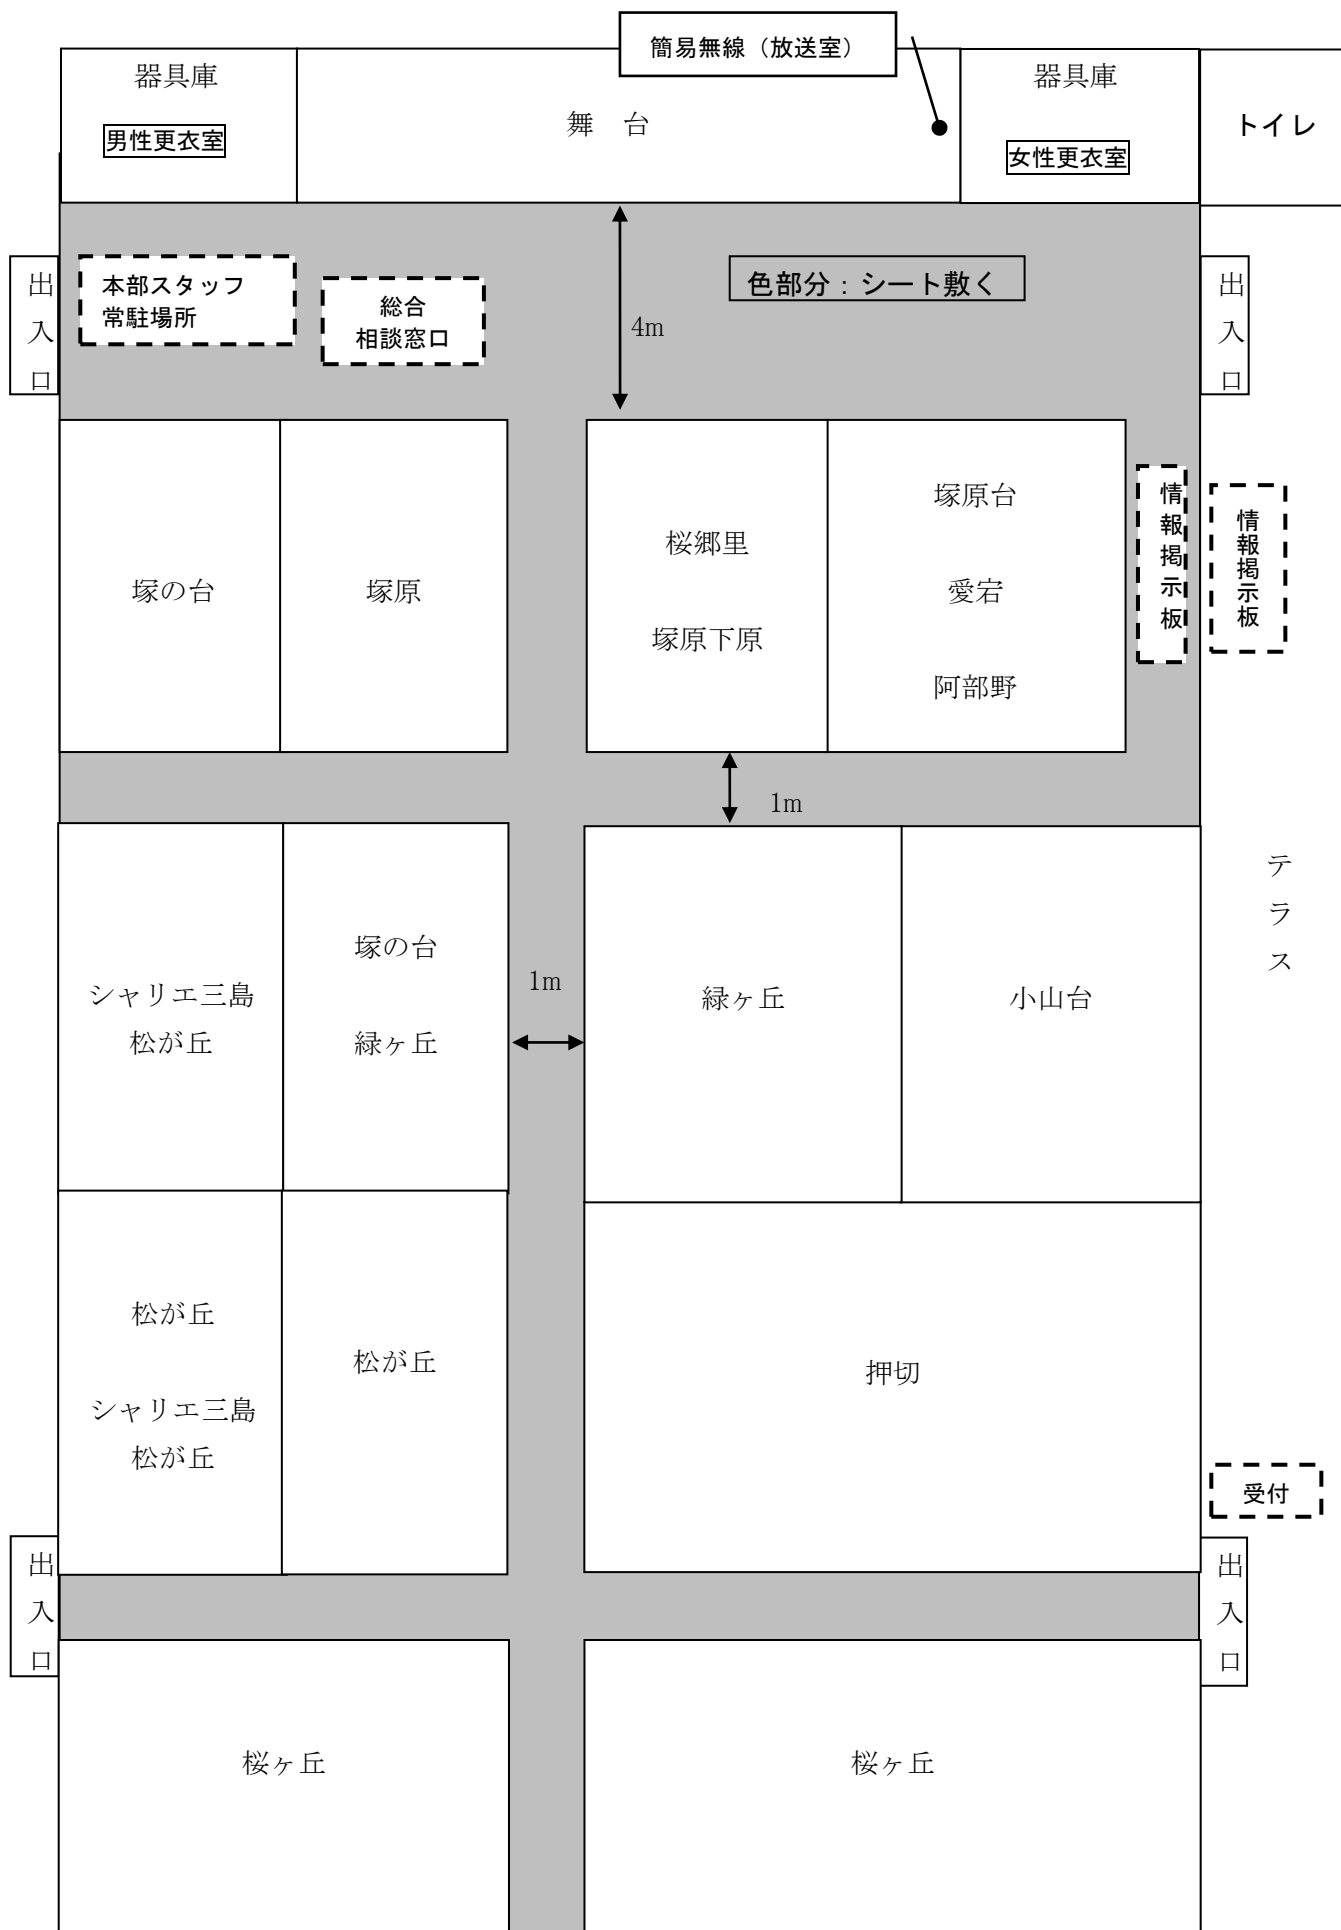 簡易無線（放送室）
器具庫
男性更衣室
舞　台
器具庫
女性更衣室
トイレ
出入口
本部スタッフ
常駐場所
総合
相談窓口
4m
色部分：シート敷く
出入口
塚の台
塚原
桜郷里
塚原下原
塚原台
愛宕
阿部野
情報掲示板
情報掲示板
1m
テラス
シャリエ三島
松が丘
塚の台
緑ヶ丘
1m
緑ヶ丘
小山台
松が丘
シャリエ三島
松が丘
松が丘
押切
受付
出入口
出入口
桜ヶ丘
桜ヶ丘